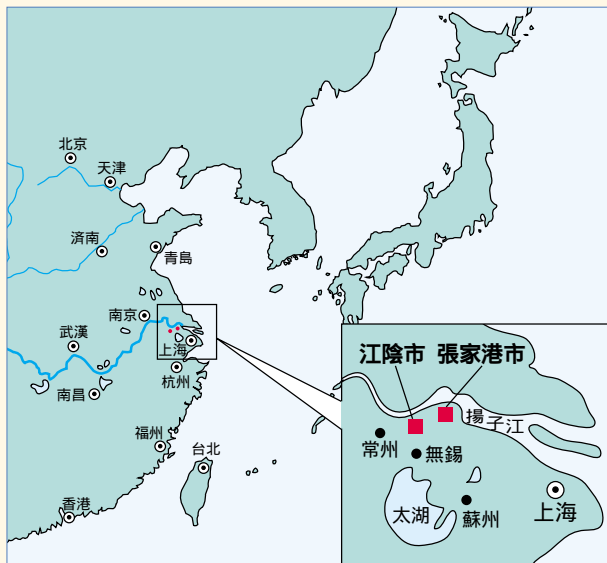 北京
天津
済南
青島
南京
武漢
上海
杭州
南昌
福州
台北
香港
江陰市
張家港市
揚子江
常州
無錫
太湖
蘇州
上海